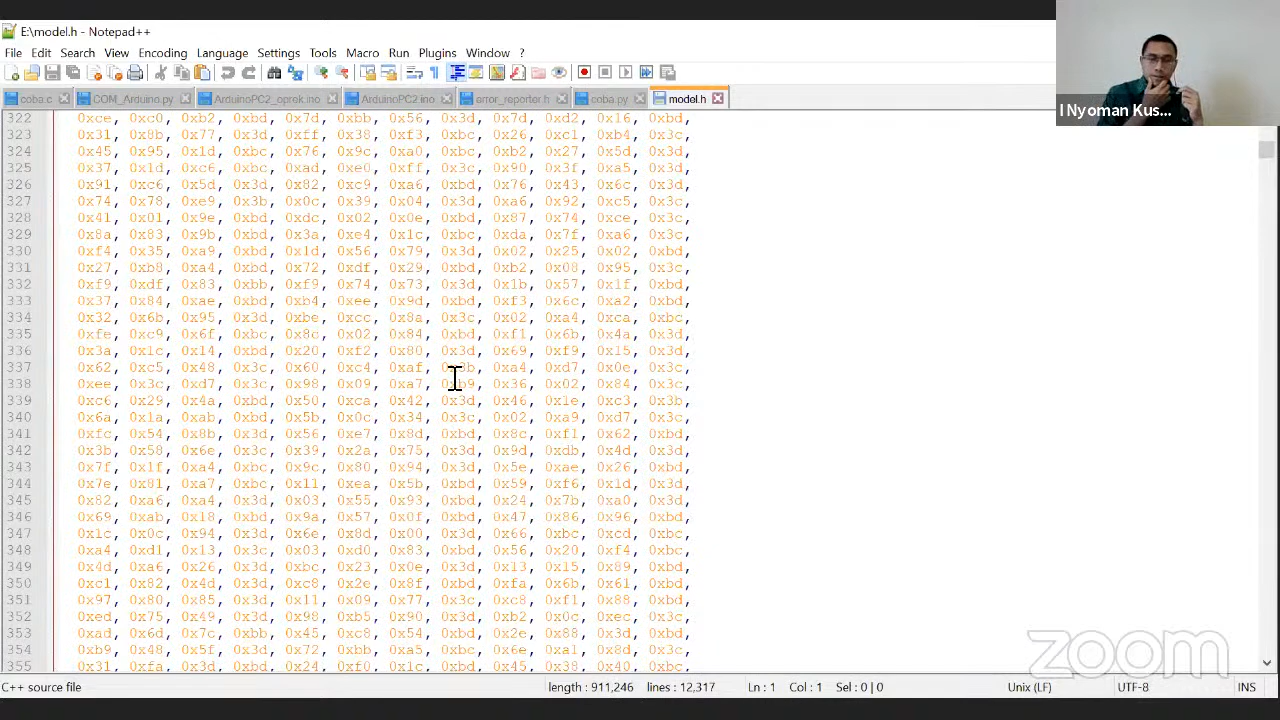 E:\model.h - Notepad++
File Edit Search View Encoding Language Settings Tools Macro Run Plugins Window ?
coba.c COM_Arduino.py ArduinoPC2_oprek.ino ArduinoPC2.ino error_reporter.h coba.py model.h
I Nyoman Kus...
322 0xce, 0xc0, 0xb2, 0xbd, 0x7d, 0xbb, 0x56, 0x3d, 0x7d, 0xd2, 0x16, 0xbd,
323 0x31, 0x8b, 0x77, 0x3d, 0xff, 0x38, 0xf3, 0xbc, 0x26, 0xc1, 0xb4, 0x3c,
324 0x45, 0x95, 0x1d, 0xbc, 0x76, 0x9c, 0xa0, 0xbc, 0xb2, 0x27, 0x5d, 0x3d,
325 0x37, 0x1d, 0xc6, 0xbc, 0xad, 0xe0, 0xff, 0x3c, 0x90, 0x3f, 0xa5, 0x3d,
326 0x91, 0xc6, 0x5d, 0x3d, 0x82, 0xc9, 0xa6, 0xbd, 0x76, 0x43, 0x6c, 0x3d,
327 0x74, 0x78, 0xe9, 0x3b, 0x0c, 0x39, 0x04, 0x3d, 0xa6, 0x92, 0xc5, 0x3c,
328 0x41, 0x01, 0x9e, 0xbd, 0xdc, 0x02, 0x0e, 0xbd, 0x87, 0x74, 0xce, 0x3c,
329 0x8a, 0x83, 0x9b, 0xbd, 0x3a, 0xe4, 0x1c, 0xbc, 0xda, 0x7f, 0xa6, 0x3c,
330 0xf4, 0x35, 0xa9, 0xbd, 0x1d, 0x56, 0x79, 0x3d, 0x02, 0x25, 0x02, 0xbd,
331 0x27, 0xb8, 0xa4, 0xbd, 0x72, 0xdf, 0x29, 0xbd, 0xb2, 0x08, 0x95, 0x3c,
332 0xf9, 0xdf, 0x83, 0xbb, 0xf9, 0x74, 0x73, 0x3d, 0x1b, 0x57, 0x1f, 0xbd,
333 0x37, 0x84, 0xae, 0xbd, 0xb4, 0xee, 0x9d, 0xbd, 0xf3, 0x6c, 0xa2, 0xbd,
334 0x32, 0x6b, 0x95, 0x3d, 0xbe, 0xcc, 0x8a, 0x3c, 0x02, 0xa4, 0xca, 0xbc,
335 0xfe, 0xc9, 0x6f, 0xbc, 0x8c, 0x02, 0x84, 0xbd, 0xf1, 0x6b, 0x4a, 0x3d,
336 0x3a, 0x1c, 0x14, 0xbd, 0x20, 0xf2, 0x80, 0x3d, 0x69, 0xf9, 0x15, 0x3d,
337 0x62, 0xc5, 0x48, 0x3c, 0x60, 0xc4, 0xaf, 0x3b, 0xa4, 0xd7, 0x0e, 0x3c,
338 0xee, 0x3c, 0xd7, 0x3c, 0x98, 0x09, 0xa7, 0xb9, 0x36, 0x02, 0x84, 0x3c,
339 0xc6, 0x29, 0x4a, 0xbd, 0x50, 0xca, 0x42, 0x3d, 0x46, 0x1e, 0xc3, 0x3b,
340 0x6a, 0x1a, 0xab, 0xbd, 0x5b, 0x0c, 0x34, 0x3c, 0x02, 0xa9, 0xd7, 0x3c,
341 0xfc, 0x54, 0x8b, 0x3d, 0x56, 0xe7, 0x8d, 0xbd, 0x8c, 0xf1, 0x62, 0xbd,
342 0x3b, 0x58, 0x6e, 0x3c, 0x39, 0x2a, 0x75, 0x3d, 0x9d, 0xdb, 0x4d, 0x3d,
343 0x7f, 0x1f, 0xa4, 0xbc, 0x9c, 0x80, 0x94, 0x3d, 0x5e, 0xae, 0x26, 0xbd,
344 0x7e, 0x81, 0xa7, 0xbc, 0x11, 0xea, 0x5b, 0xbd, 0x59, 0xf6, 0x1d, 0x3d,
345 0x82, 0xa6, 0xa4, 0x3d, 0x03, 0x55, 0x93, 0xbd, 0x24, 0x7b, 0xa0, 0x3d,
346 0x69, 0xab, 0x18, 0xbd, 0x9a, 0x57, 0x0f, 0xbd, 0x47, 0x86, 0x96, 0xbd,
347 0x1c, 0x0c, 0x94, 0x3d, 0x6e, 0x8d, 0x00, 0x3d, 0x66, 0xbc, 0xcd, 0xbc,
348 0xa4, 0xd1, 0x13, 0x3c, 0x03, 0xd0, 0x83, 0xbd, 0x56, 0x20, 0xf4, 0xbc,
349 0x4d, 0xa6, 0x26, 0x3d, 0xbc, 0x23, 0x0e, 0x3d, 0x13, 0x15, 0x89, 0xbd,
350 0xc1, 0x82, 0x4d, 0x3d, 0xc8, 0x2e, 0x8f, 0xbd, 0xfa, 0x6b, 0x61, 0xbd,
351 0x97, 0x80, 0x85, 0x3d, 0x11, 0x09, 0x77, 0x3c, 0xc8, 0xf1, 0x88, 0xbd,
352 0xed, 0x75, 0x49, 0x3d, 0x98, 0xb5, 0x90, 0x3d, 0xb2, 0x0c, 0xec, 0x3c,
353 0xad, 0x6d, 0x7c, 0xbb, 0x45, 0xc8, 0x54, 0xbd, 0x2e, 0x88, 0x3d, 0xbd,
354 0xb9, 0x48, 0x5f, 0x3d, 0x72, 0xbb, 0xa5, 0xbc, 0x6e, 0xa1, 0x8d, 0x3c,
355 0x31, 0xfa, 0x3d, 0xbd, 0x24, 0xf0, 0x1c, 0xbd, 0x45, 0x38, 0x40, 0xbc,
zoom
C++ source file length : 911,246 lines : 12,317 Ln : 1 Col : 1 Sel : 0 | 0 Unix (LF) UTF-8 INS